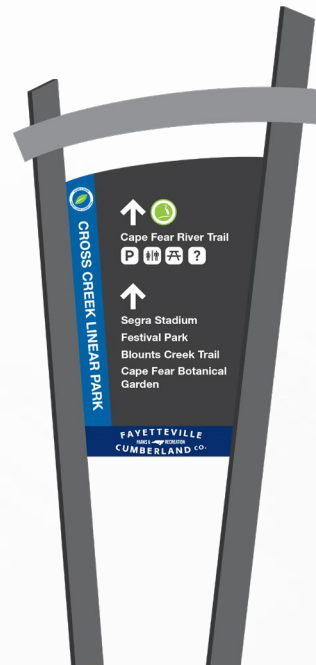 CROSS CREEK LINEAR PARK
Cape Fear River Trail
P ?
Segra Stadium
Festival Park
Blounts Creek Trail
Cape Fear Botanical
Garden
FAYETTEVILLE
PARKS & RECREATION
CUMBERLAND CO.